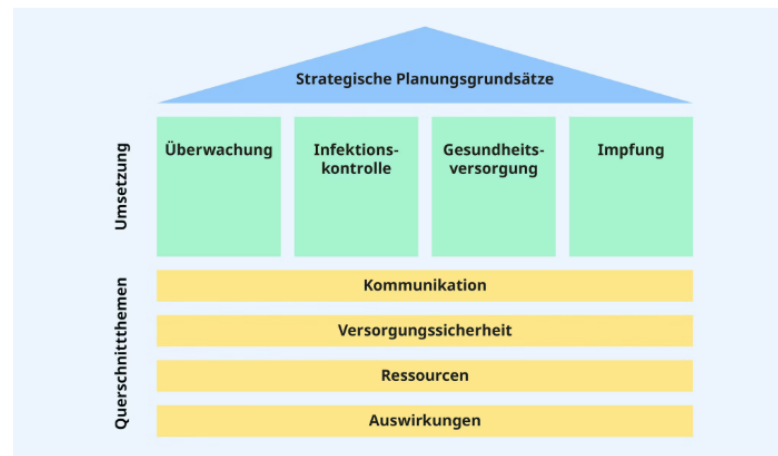 Strategische Planungsgrundsätze
Umsetzung
Überwachung
Infektions-
kontrolle
Gesundheits-
versorgung
Impfung
Querschnittthemen
Kommunikation
Versorgungssicherheit
Ressourcen
Auswirkungen